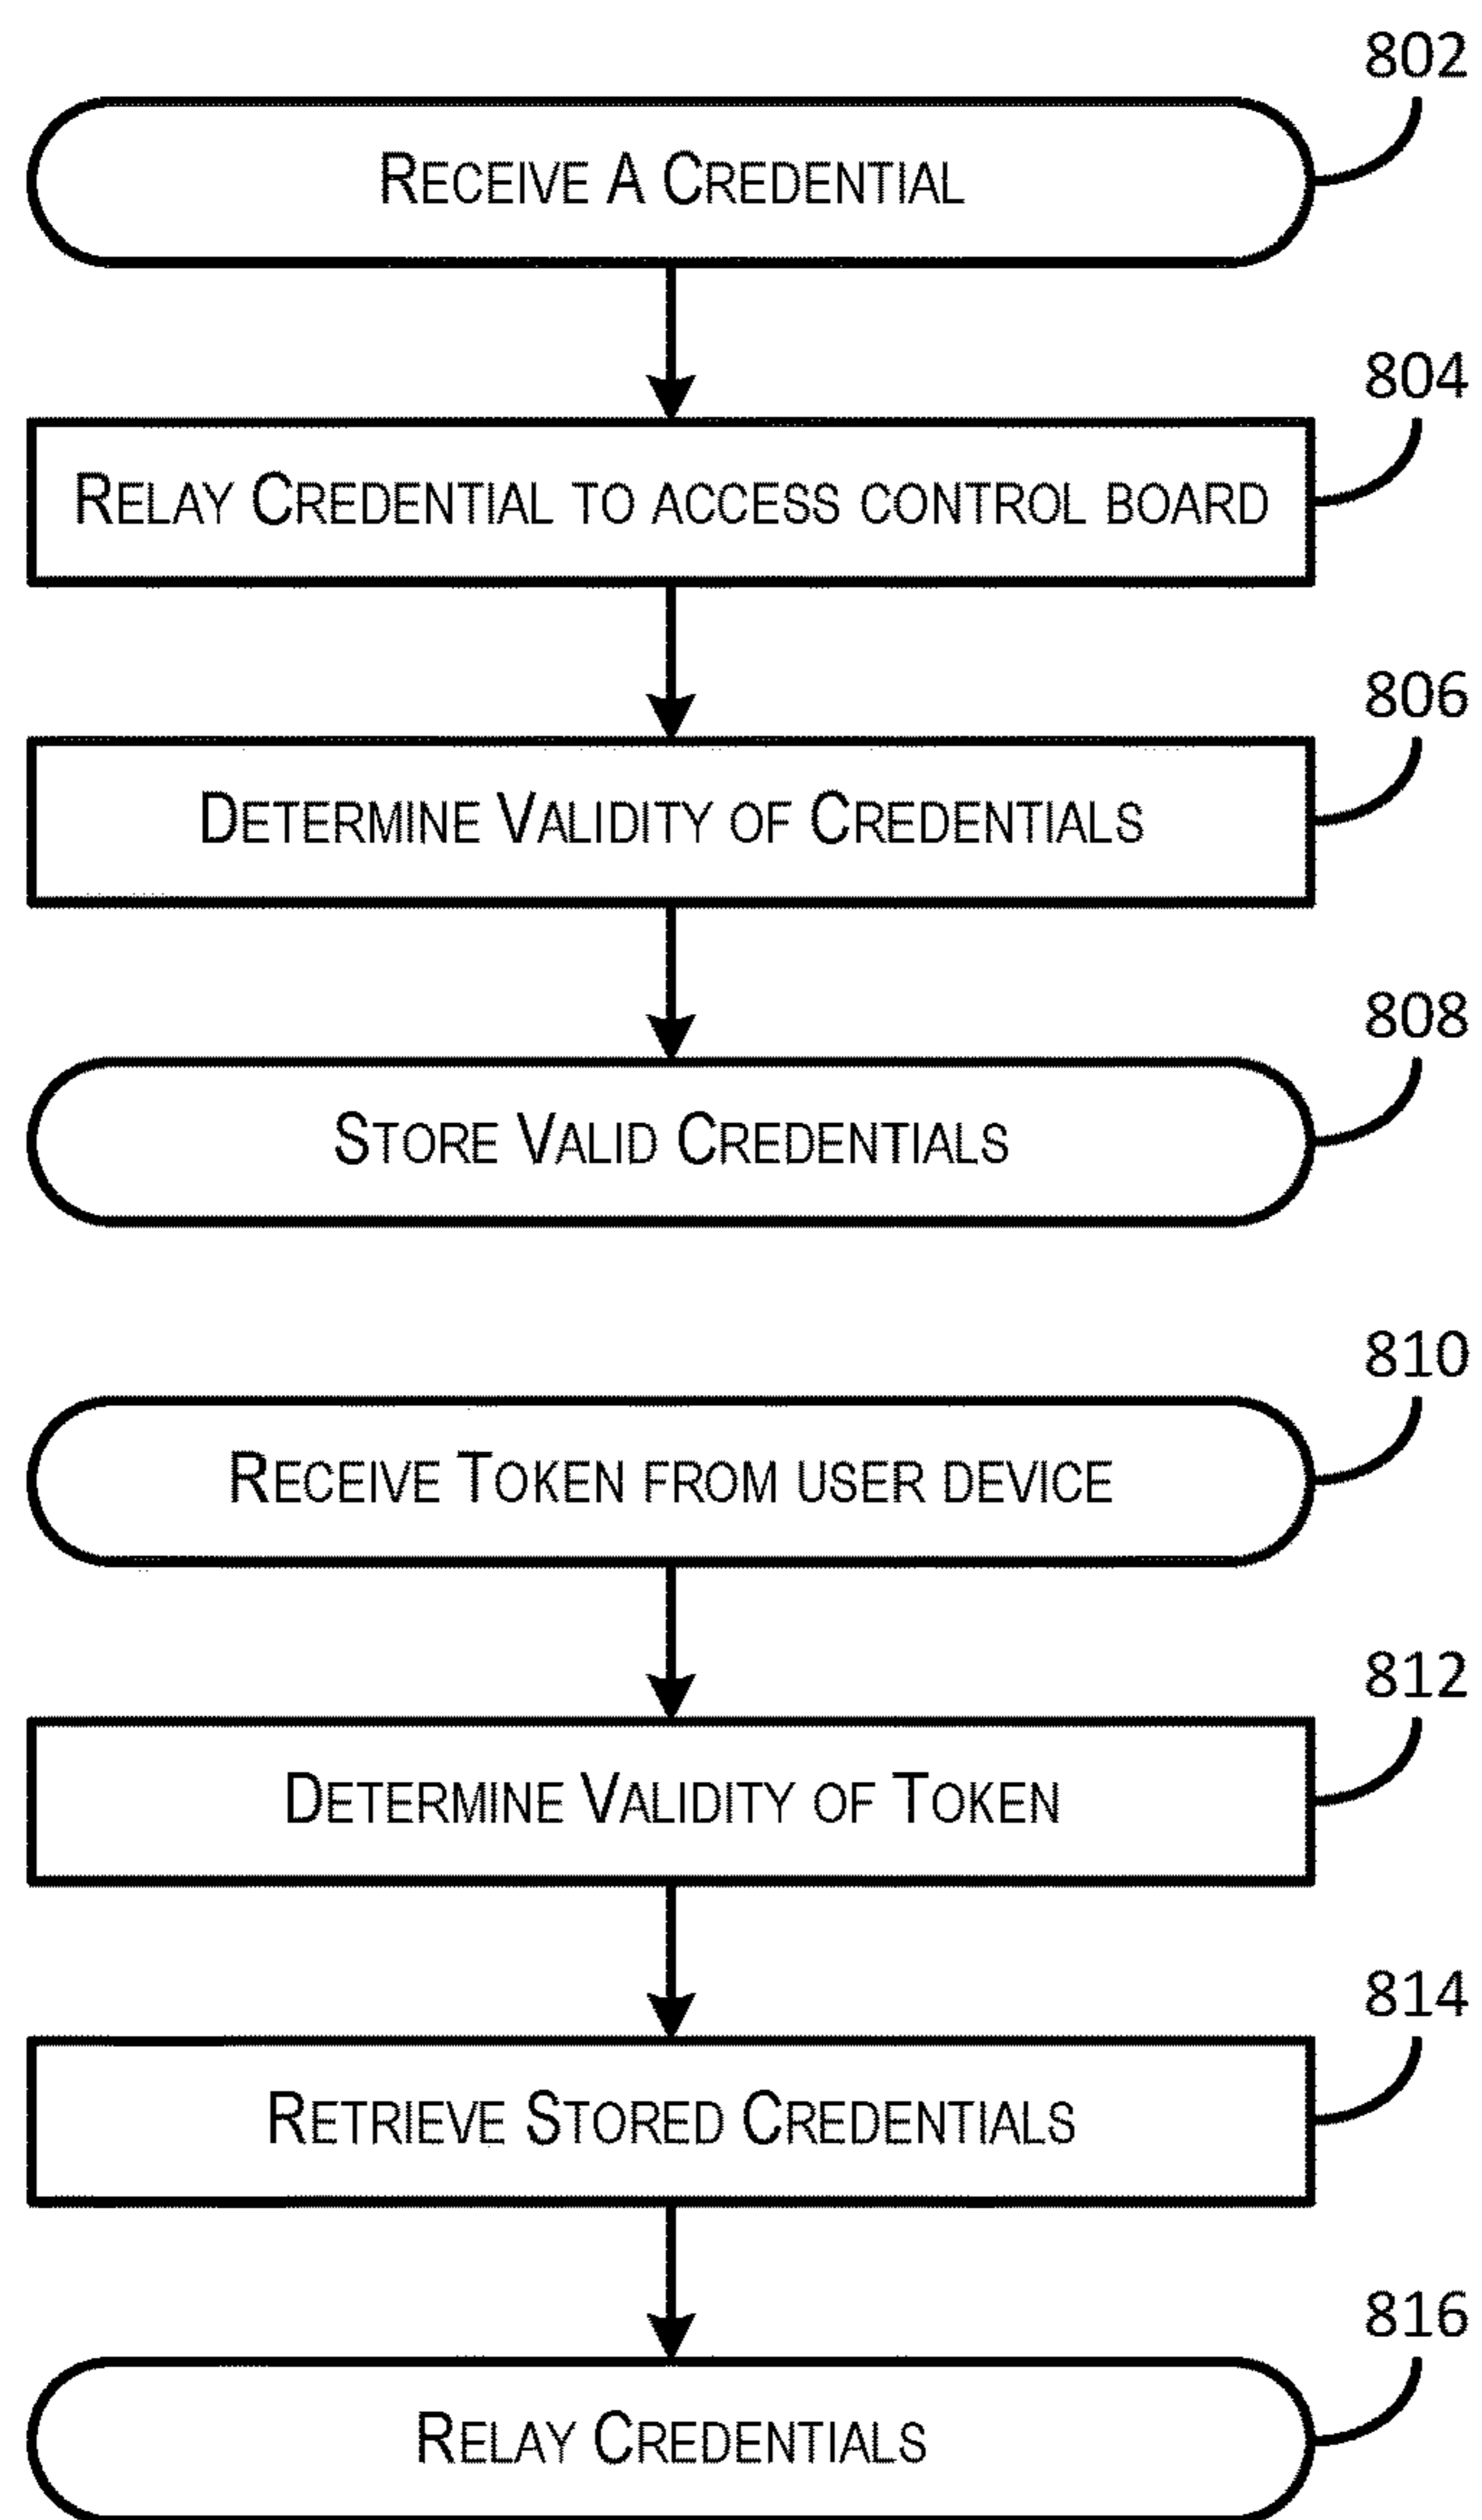 802
RECEIVE A CREDENTIAL
804
RELAY CREDENTIAL TO ACCESS CONTROL BOARD
806
DETERMINE VALIDITY OF CREDENTIALS
808
STORE VALID CREDENTIALS
810
RECEIVE TOKEN FROM USER DEVICE
812
DETERMINE VALIDITY OF TOKEN
814
RETRIEVE STORED CREDENTIALS
816
RELAY CREDENTIALS